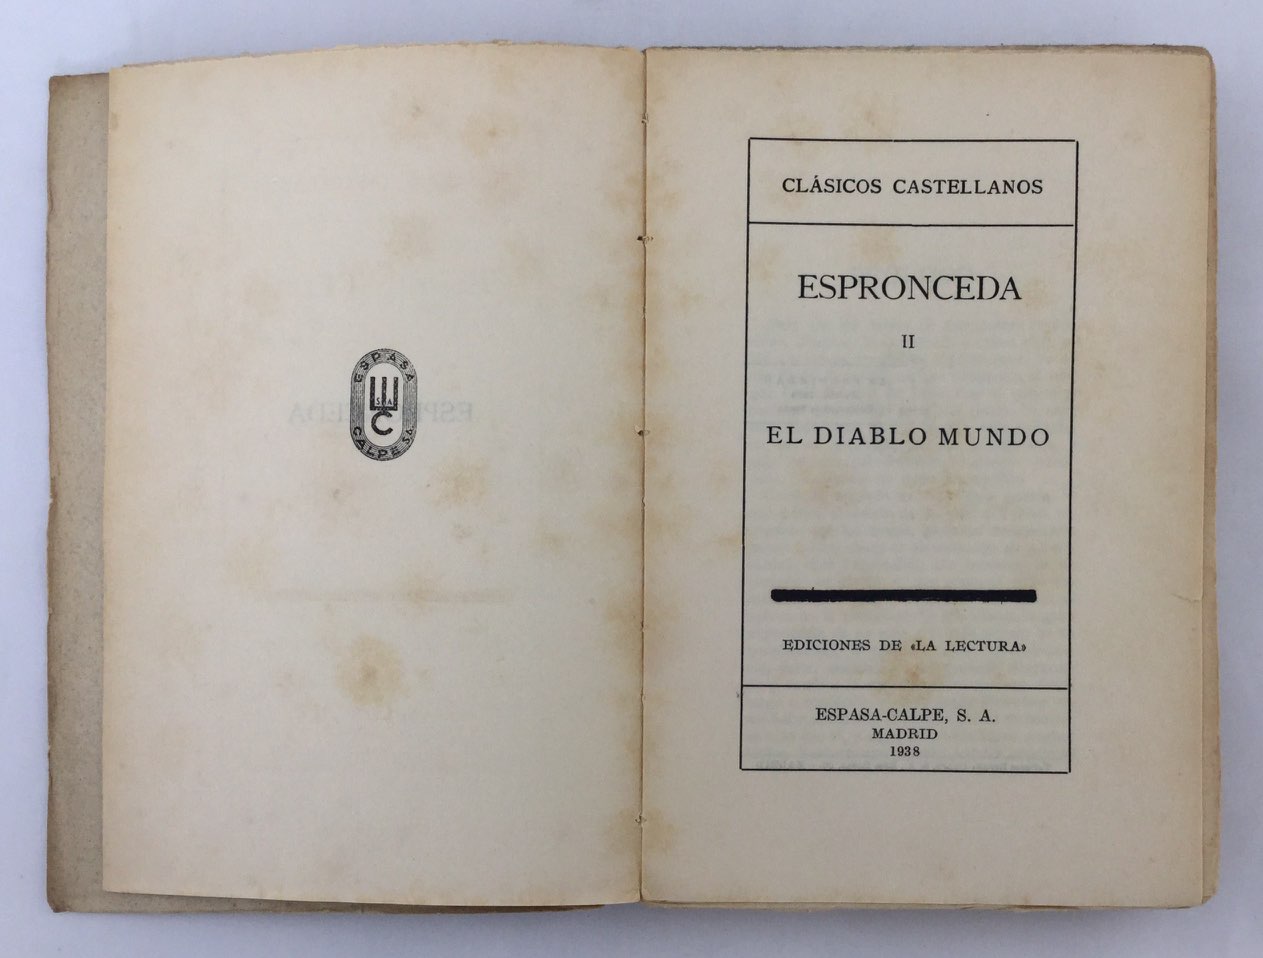 ESPASA
S A
C
CALPE S.A.
CLÁSICOS CASTELLANOS
ESPRONCEDA
II
EL DIABLO MUNDO
EDICIONES DE «LA LECTURA»
ESPASA-CALPE, S. A.
MADRID
1938